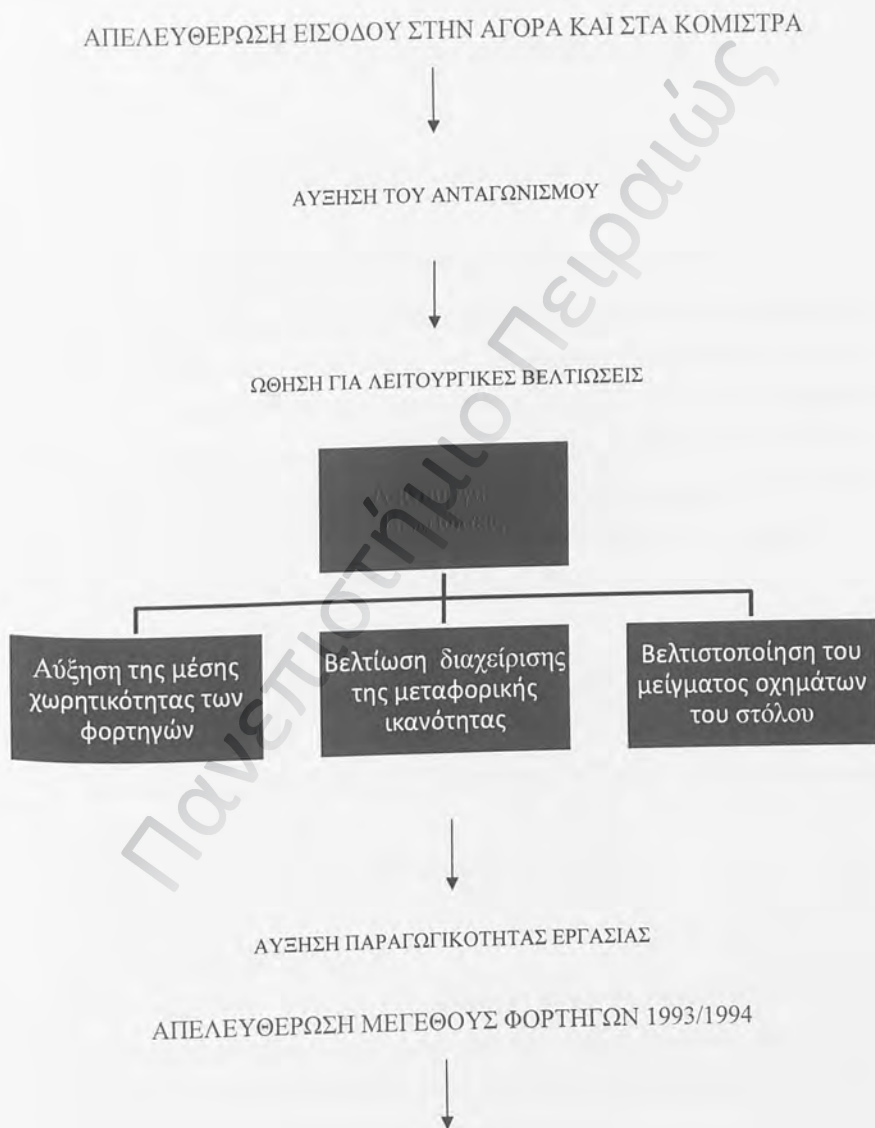 ΑΠΕΛΕΥΘΕΡΩΣΗ ΕΙΣΟΔΟΥ ΣΤΗΝ ΑΓΟΡΑ ΚΑΙ ΣΤΑ ΚΟΜΙΣΤΡΑ
ΑΥΞΗΣΗ ΤΟΥ ΑΝΤΑΓΩΝΙΣΜΟΥ
ΩΘΗΣΗ ΓΙΑ ΛΕΙΤΟΥΡΓΙΚΕΣ ΒΕΛΤΙΩΣΕΙΣ
Αύξηση της μέσης
χωρητικότητας των
φορτηγών
Βελτίωση διαχείρισης
της μεταφορικής
ικανότητας
Βελτιστοποίηση του
μείγματος οχημάτων
του στόλου
ΑΥΞΗΣΗ ΠΑΡΑΓΩΓΙΚΟΤΗΤΑΣ ΕΡΓΑΣΙΑΣ
ΑΠΕΛΕΥΘΕΡΩΣΗ ΜΕΓΕΘΟΥΣ ΦΟΡΤΗΓΩΝ 1993/1994
Πανεπιστήμιο Πειραιώς